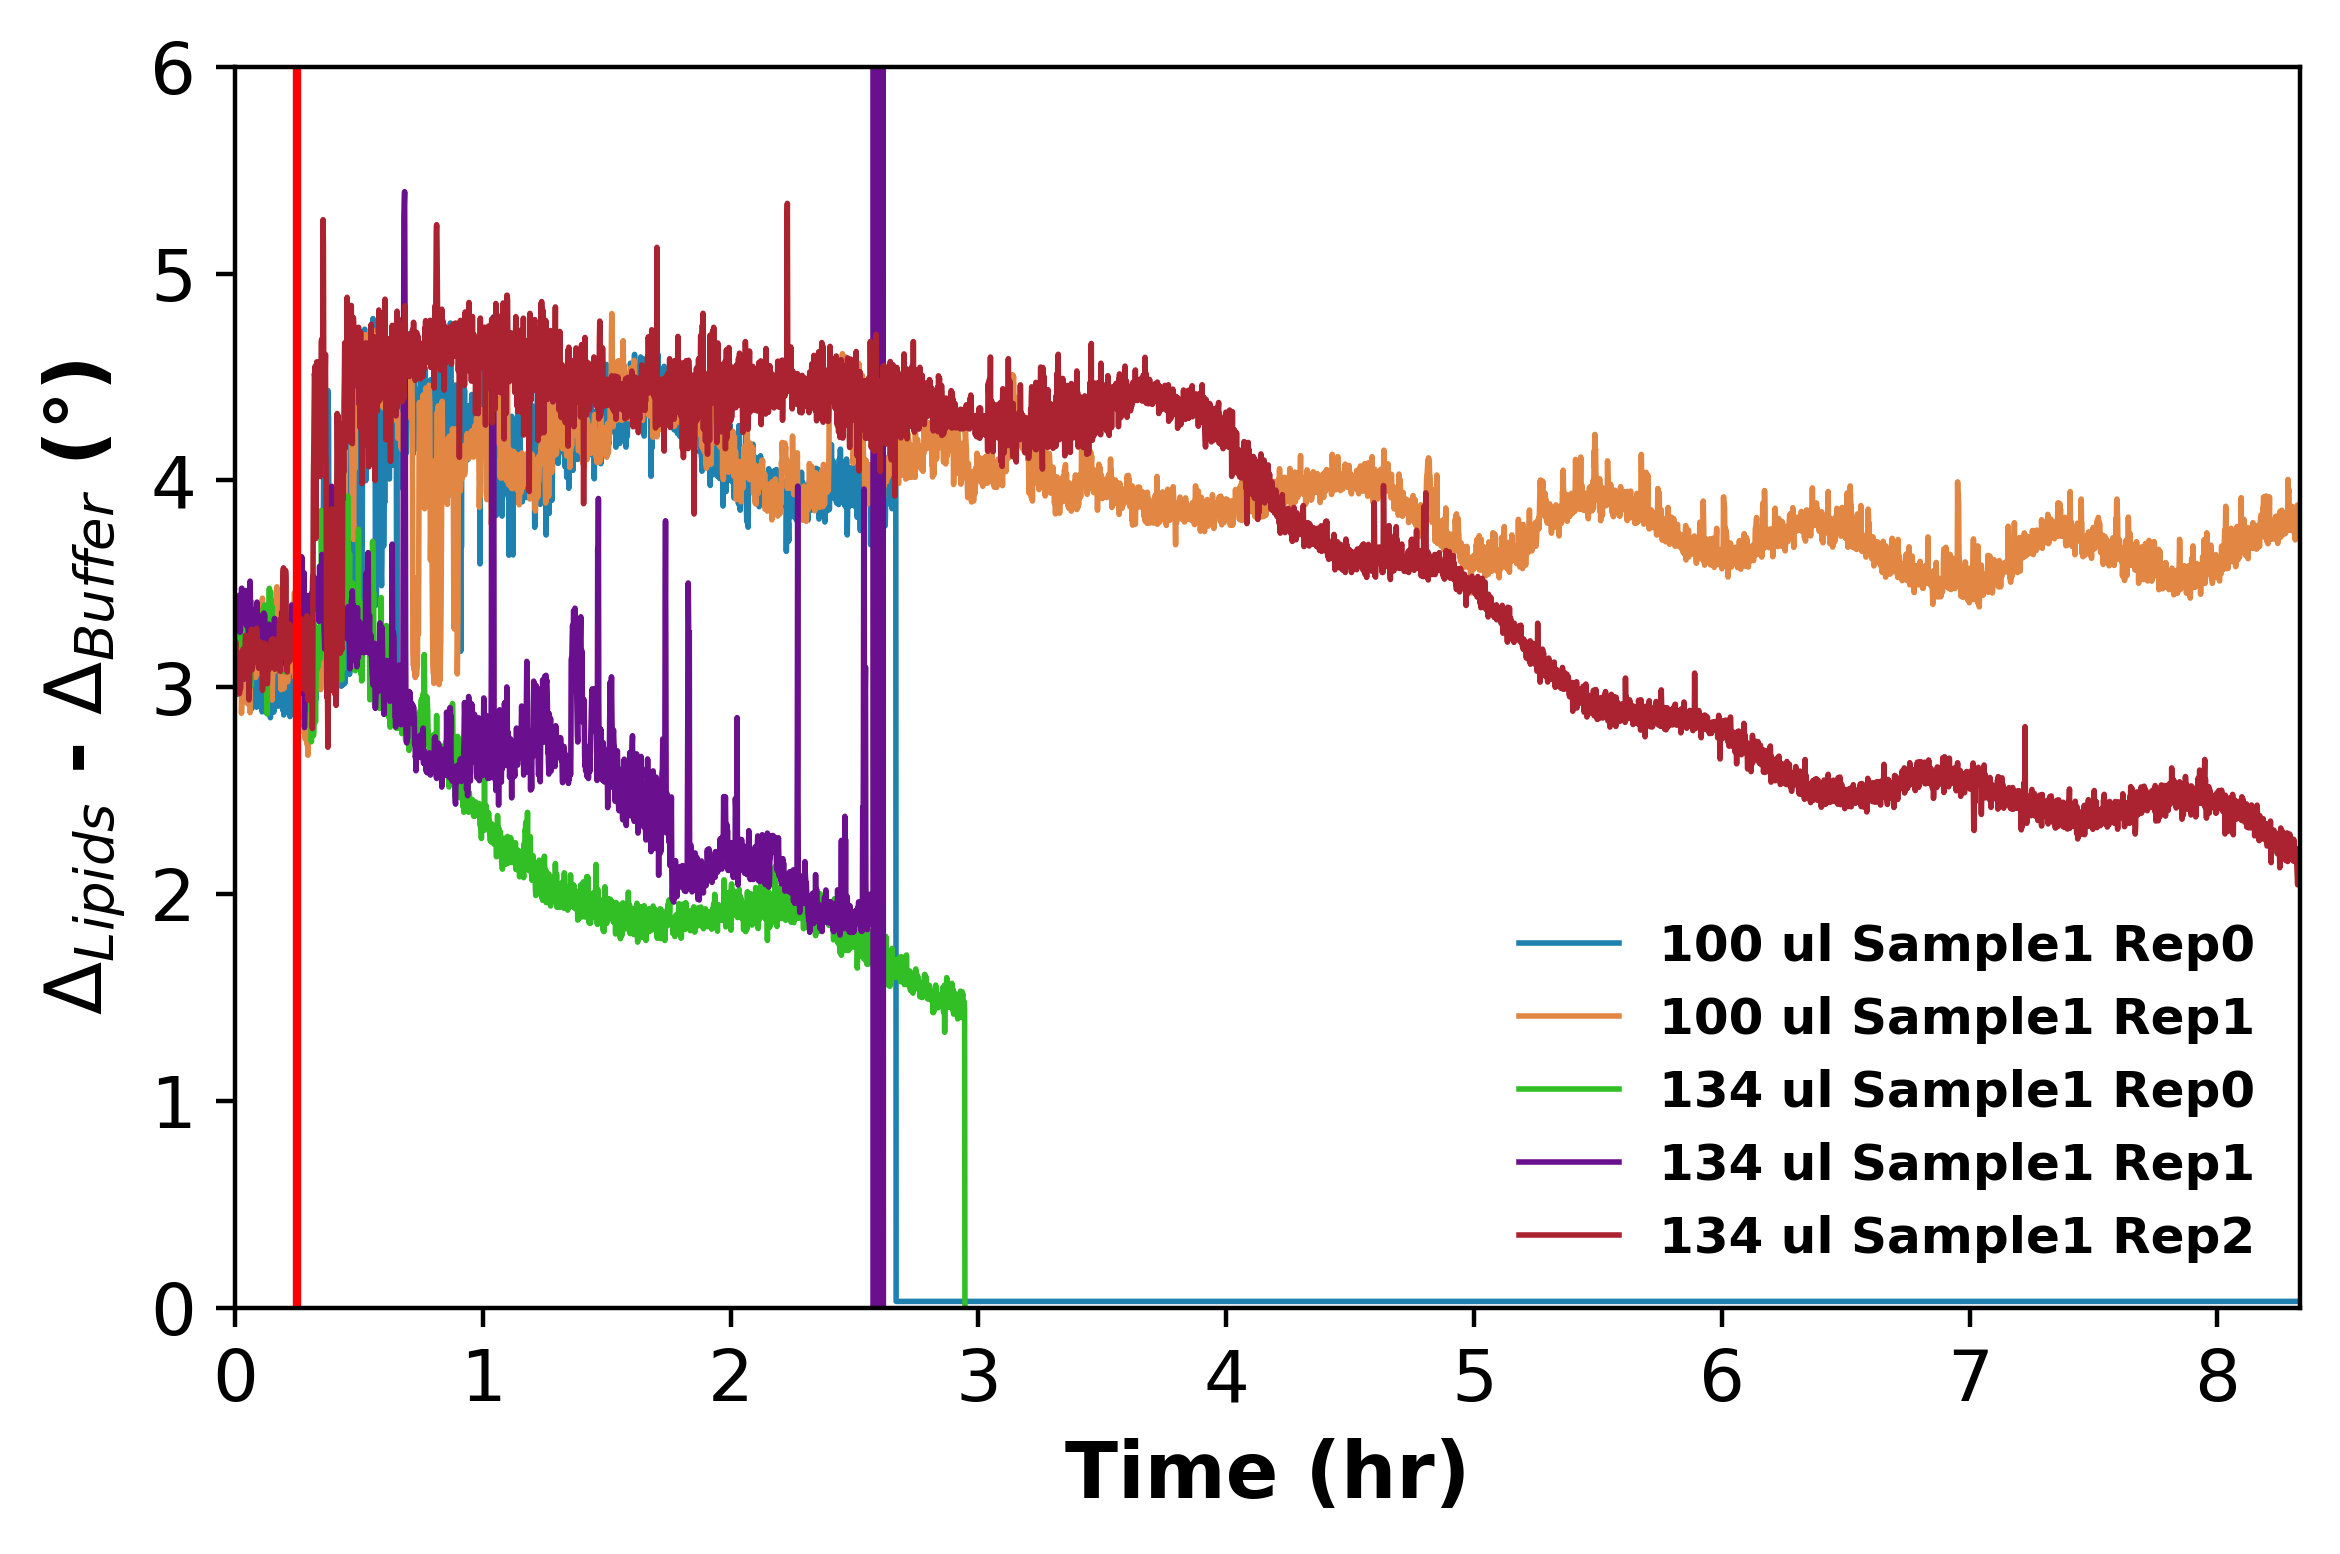 6
5
4
3
2
1
0
0 1 2 3 4 5 6 7 8
Δ_Lipids - Δ_Buffer (°)
Time (hr)
100 ul Sample1 Rep0
100 ul Sample1 Rep1
134 ul Sample1 Rep0
134 ul Sample1 Rep1
134 ul Sample1 Rep2